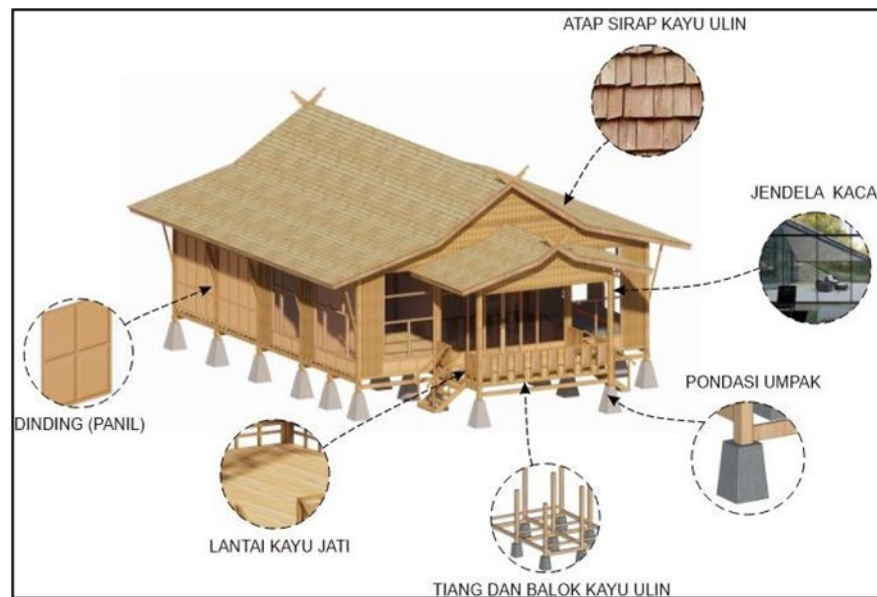 ATAP SIRAP KAYU ULIN
JENDELA KACA
PONDASI UMPAK
DINDING (PANIL)
LANTAI KAYU JATI
TIANG DAN BALOK KAYU ULIN